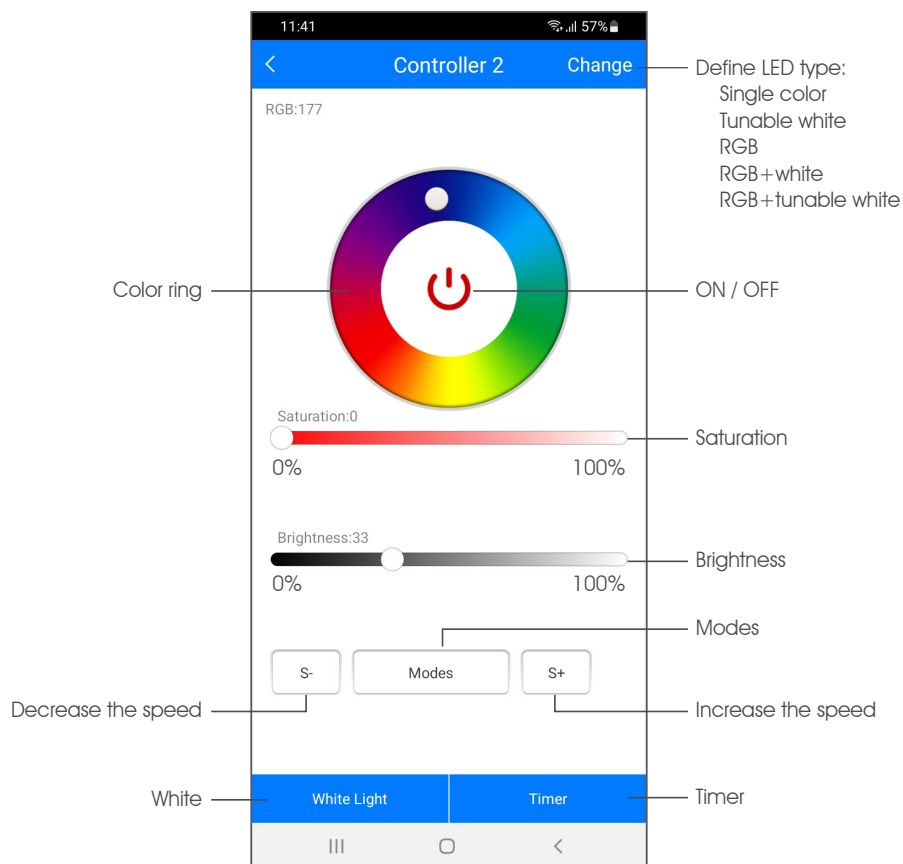 11:41
57%
Controller 2
Change
Define LED type:
Single color
Tunable white
RGB
RGB+white
RGB+tunable white
RGB:177
Color ring
ON / OFF
Saturation:0
Saturation
0%
100%
Brightness:33
Brightness
0%
100%
Modes
S-
Modes
S+
Decrease the speed
Increase the speed
White
White Light
Timer
Timer